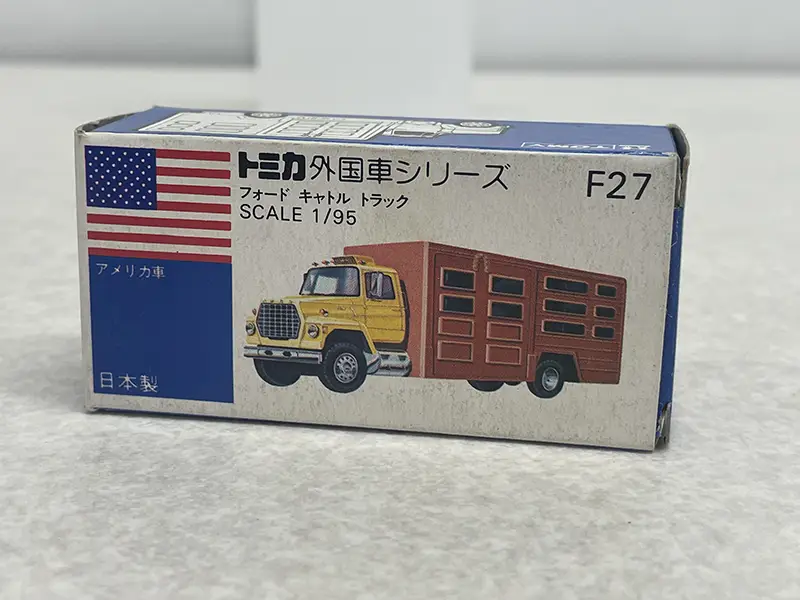 トミカ外国車シリーズ
F27
フォード キャトル トラック
SCALE 1/95
アメリカ車
日本製
TOMY